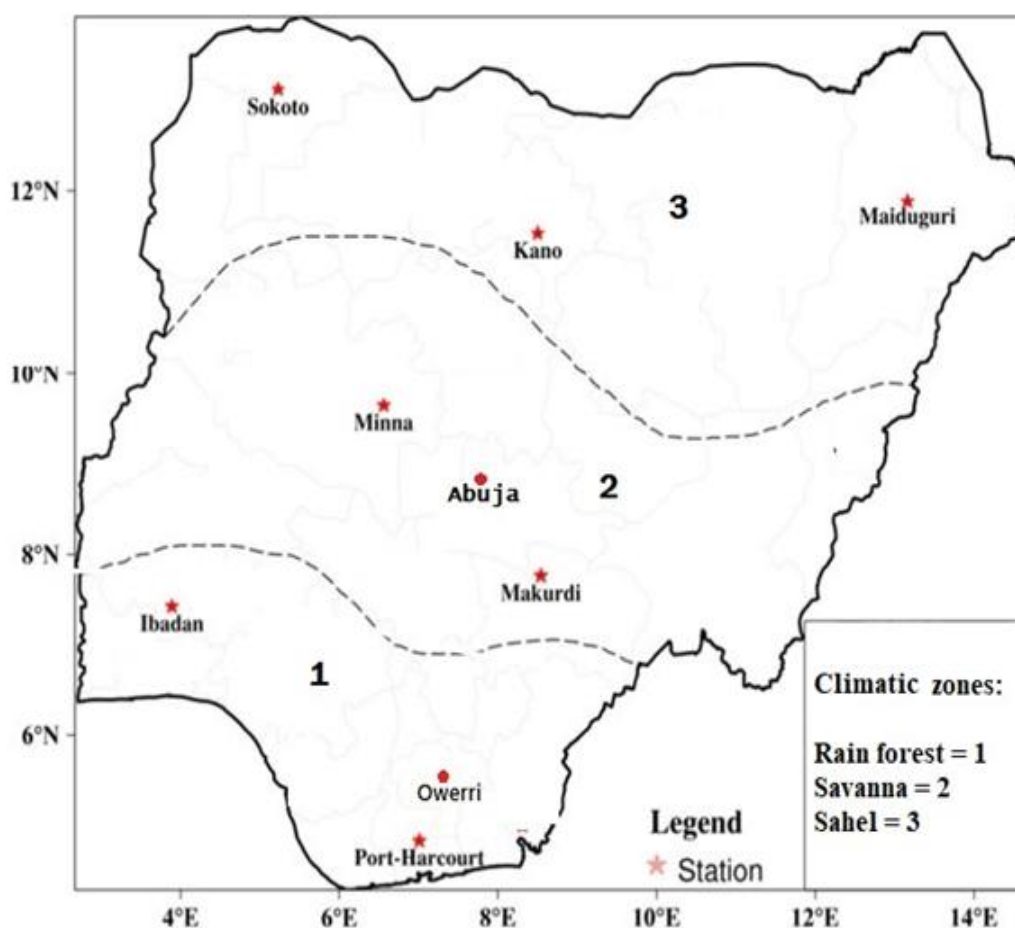 Sokoto
12°N
3
Maiduguri
Kano
10°N
Minna
2
Abuja
8°N
Makurdi
Ibadan
1
Climatic zones:
6°N
Rain forest = 1
Owerri
Savanna = 2
Legend
Sahel = 3
Port-Harcourt
Station
4°E 6°E 8°E 10°E 12°E 14°E